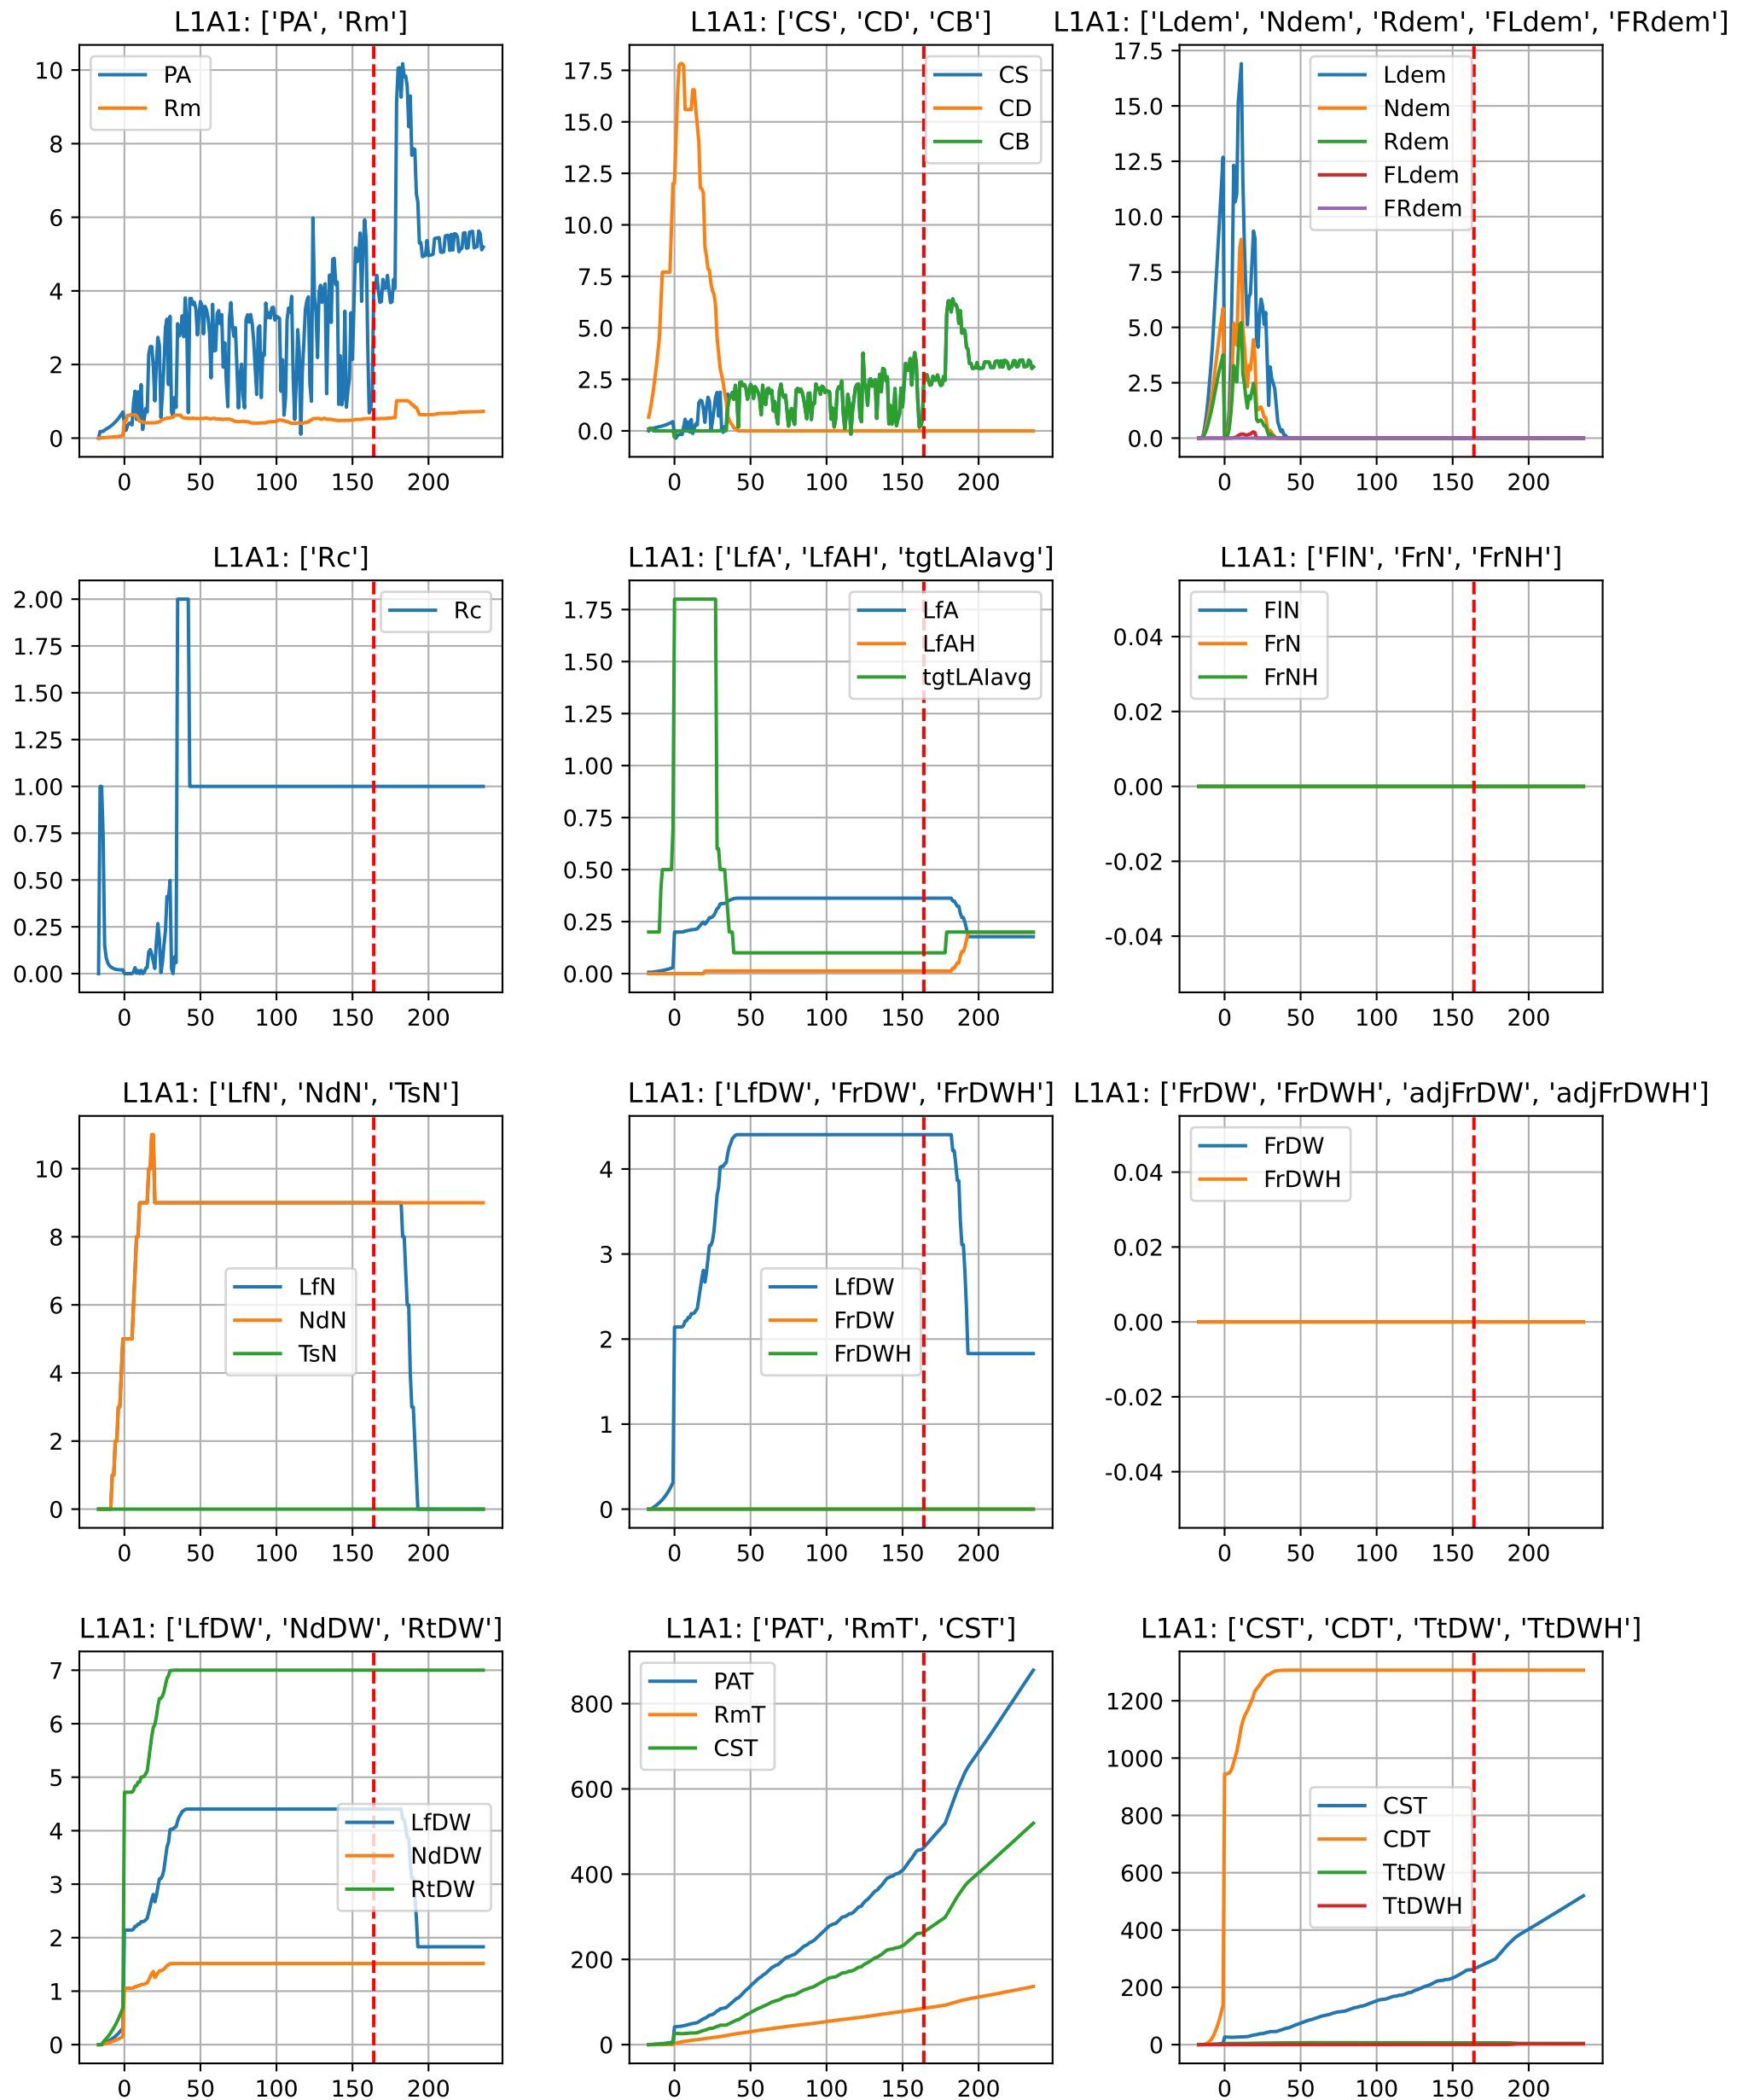 L1A1: ['PA', 'Rm']
10
8
6
4
2
0
PA
Rm
0 50 100 150 200
L1A1: ['CS', 'CD', 'CB']
17.5
15.0
12.5
10.0
7.5
5.0
2.5
0.0
CS
CD
CB
0 50 100 150 200
L1A1: ['Ldem', 'Ndem', 'Rdem', 'FLdem', 'FRdem']
17.5
15.0
12.5
10.0
7.5
5.0
2.5
0.0
Ldem
Ndem
Rdem
FLdem
FRdem
0 50 100 150 200
L1A1: ['Rc']
2.00
1.75
1.50
1.25
1.00
0.75
0.50
0.25
0.00
Rc
0 50 100 150 200
L1A1: ['LfA', 'LfAH', 'tgtLAIavg']
1.75
1.50
1.25
1.00
0.75
0.50
0.25
0.00
LfA
LfAH
tgtLAIavg
0 50 100 150 200
L1A1: ['FlN', 'FrN', 'FrNH']
0.04
0.02
0.00
-0.02
-0.04
FlN
FrN
FrNH
0 50 100 150 200
L1A1: ['LfN', 'NdN', 'TsN']
10
8
6
4
2
0
LfN
NdN
TsN
0 50 100 150 200
L1A1: ['LfDW', 'FrDW', 'FrDWH']
4
3
2
1
0
LfDW
FrDW
FrDWH
0 50 100 150 200
L1A1: ['FrDW', 'FrDWH', 'adjFrDW', 'adjFrDWH']
0.04
0.02
0.00
-0.02
-0.04
FrDW
FrDWH
0 50 100 150 200
L1A1: ['LfDW', 'NdDW', 'RtDW']
7
6
5
4
3
2
1
0
LfDW
NdDW
RtDW
0 50 100 150 200
L1A1: ['PAT', 'RmT', 'CST']
800
600
400
200
0
PAT
RmT
CST
0 50 100 150 200
L1A1: ['CST', 'CDT', 'TtDW', 'TtDWH']
1200
1000
800
600
400
200
0
CST
CDT
TtDW
TtDWH
0 50 100 150 200